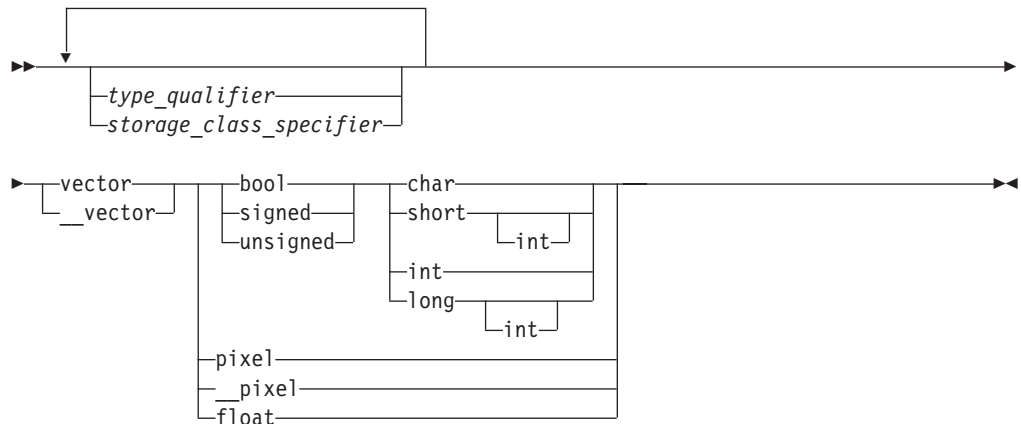 type_qualifier
storage_class_specifier
vector bool char
__vector signed short
unsigned int
int
long
int
pixel
__pixel
float